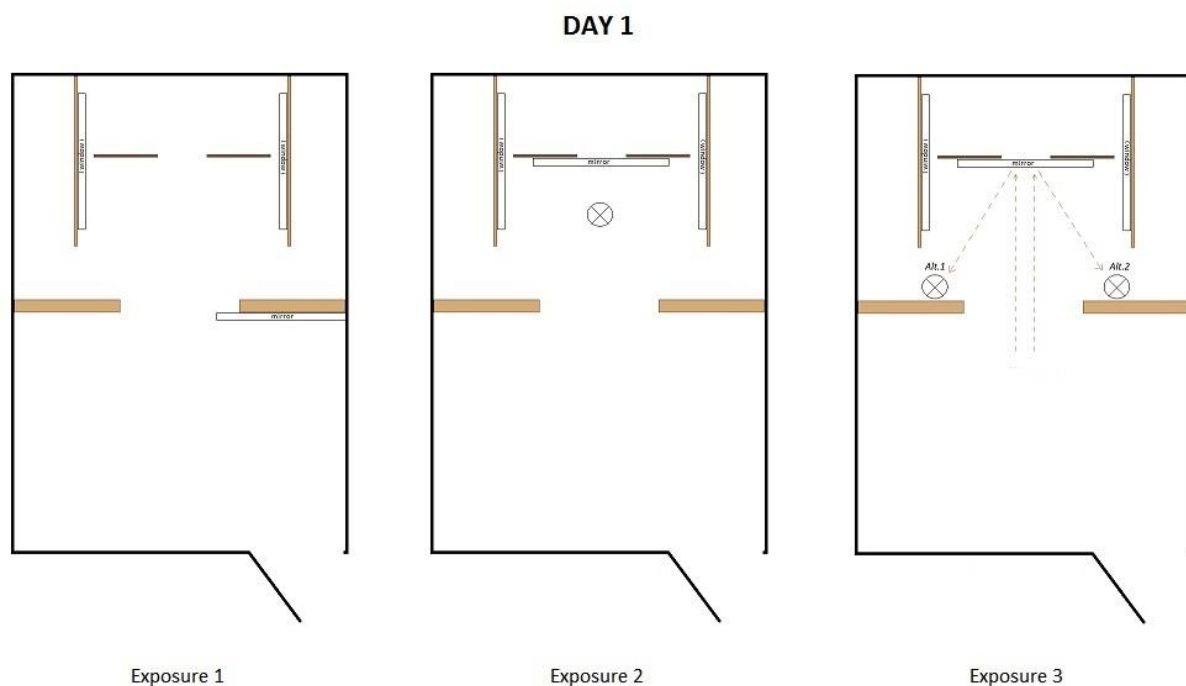 DAY 1
( window )
( window )
mirror
Exposure 1
( window )
( window )
mirror
Exposure 2
( window )
( window )
mirror
Alt.1
Alt.2
Exposure 3